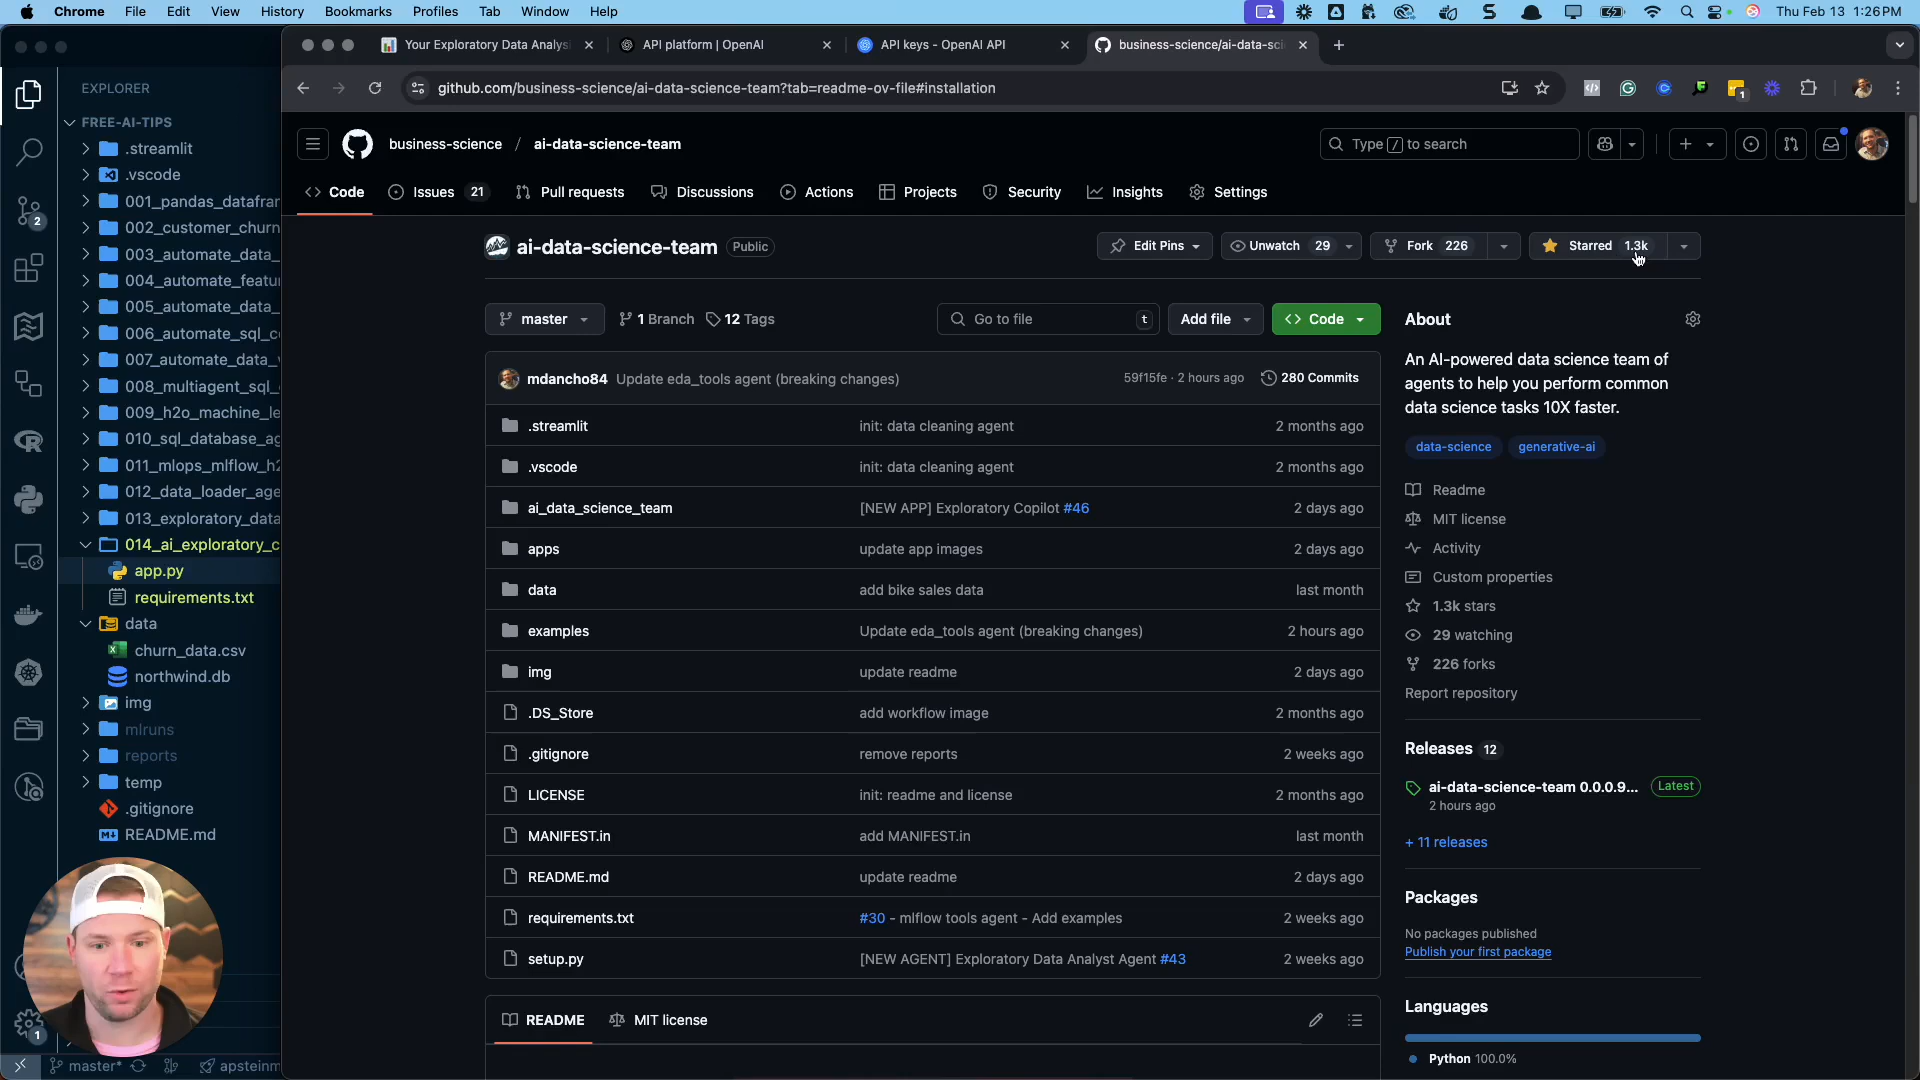 Chrome File Edit View History Bookmarks Profiles Tab Window Help
Thu Feb 13 1:26 PM
Your Exploratory Data Analysi
API platform | OpenAI
API keys - OpenAI API
business-science/ai-data-sci
github.com/business-science/ai-data-science-team?tab=readme-ov-file#installation
1
EXPLORER
FREE-AI-TIPS
.streamlit
.vscode
001_pandas_datafra
002_customer_churn
003_automate_data_
004_automate_featu
005_automate_data_
006_automate_sql_c
007_automate_data_
008_multiagent_sql_
009_h2o_machine_le
010_sql_database_ag
011_mlops_mlflow_h2
012_data_loader_age
013_exploratory_data
014_ai_exploratory_c
app.py
requirements.txt
data
churn_data.csv
northwind.db
img
mlruns
reports
temp
.gitignore
README.md
2
1
master*
apsteinm
business-science / ai-data-science-team
Type / to search
Code
Issues 21
Pull requests
Discussions
Actions
Projects
Security
Insights
Settings
ai-data-science-team Public
Edit Pins
Unwatch 29
Fork 226
Starred 1.3k
master
1 Branch
12 Tags
Go to file t
Add file
Code
mdancho84 Update eda_tools agent (breaking changes) 59f15fe · 2 hours ago 280 Commits
.streamlit init: data cleaning agent 2 months ago
.vscode init: data cleaning agent 2 months ago
ai_data_science_team [NEW APP] Exploratory Copilot #46 2 days ago
apps update app images 2 days ago
data add bike sales data last month
examples Update eda_tools agent (breaking changes) 2 hours ago
img update readme 2 days ago
.DS_Store add workflow image 2 months ago
.gitignore remove reports 2 weeks ago
LICENSE init: readme and license 2 months ago
MANIFEST.in add MANIFEST.in last month
README.md update readme 2 days ago
requirements.txt #30 - mlflow tools agent - Add examples 2 weeks ago
setup.py [NEW AGENT] Exploratory Data Analyst Agent #43 2 weeks ago
README
MIT license
About
An AI-powered data science team of
agents to help you perform common
data science tasks 10X faster.
data-science generative-ai
Readme
MIT license
Activity
Custom properties
1.3k stars
29 watching
226 forks
Report repository
Releases 12
ai-data-science-team 0.0.0.9... Latest
2 hours ago
+ 11 releases
Packages
No packages published
Publish your first package
Languages
Python 100.0%